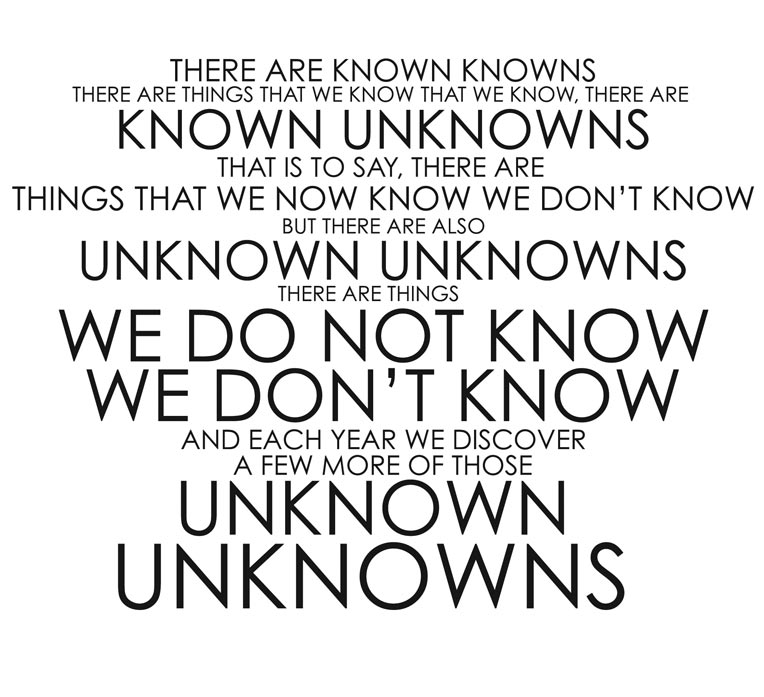 THERE ARE KNOWN KNOWNS
THERE ARE THINGS THAT WE KNOW THAT WE KNOW, THERE ARE
KNOWN UNKNOWNS
THAT IS TO SAY, THERE ARE
THINGS THAT WE NOW KNOW WE DON'T KNOW
BUT THERE ARE ALSO
UNKNOWN UNKNOWNS
THERE ARE THINGS
WE DO NOT KNOW
WE DON'T KNOW
AND EACH YEAR WE DISCOVER
A FEW MORE OF THOSE
UNKNOWN
UNKNOWNS